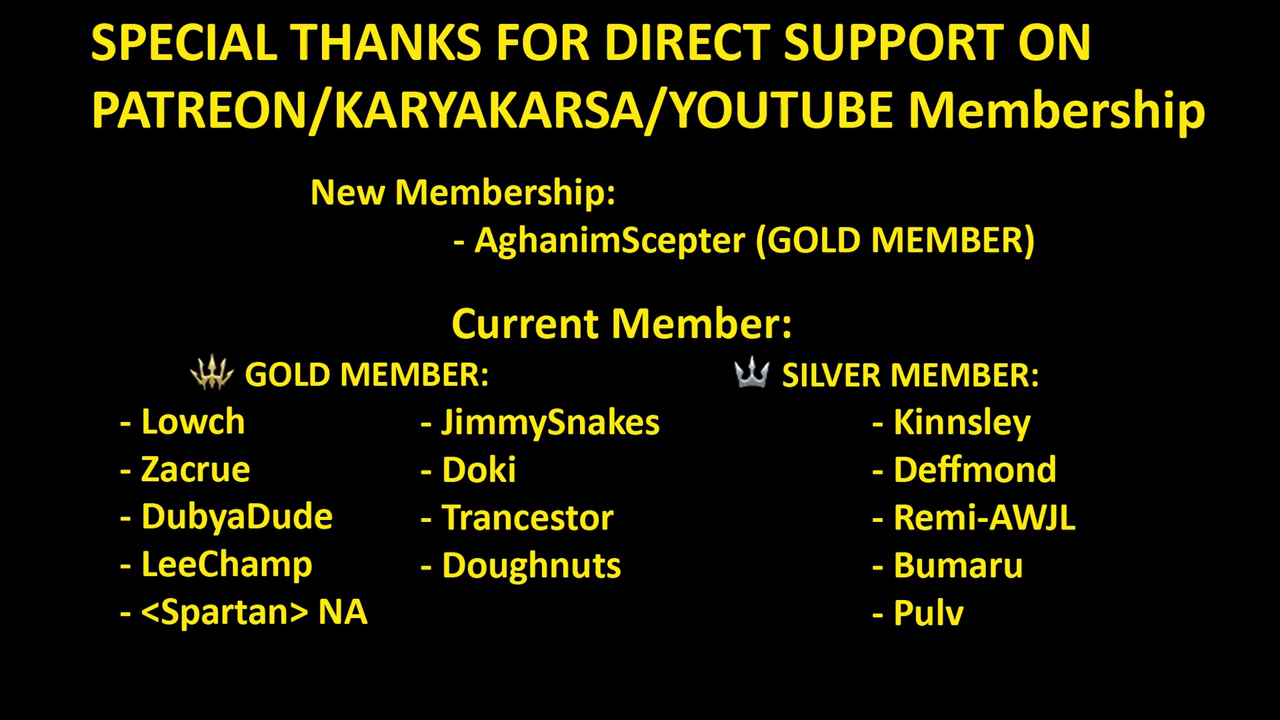 SPECIAL THANKS FOR DIRECT SUPPORT ON
PATREON/KARYAKARSA/YOUTUBE Membership
New Membership:
- AghanimScepter (GOLD MEMBER)
Current Member:
GOLD MEMBER:
- Lowch
- Zacrue
- DubyaDude
- LeeChamp
- <Spartan> NA
- JimmySnakes
- Doki
- Trancestor
- Doughnuts
SILVER MEMBER:
- Kinnsley
- Deffmond
- Remi-AWJL
- Bumaru
- Pulv